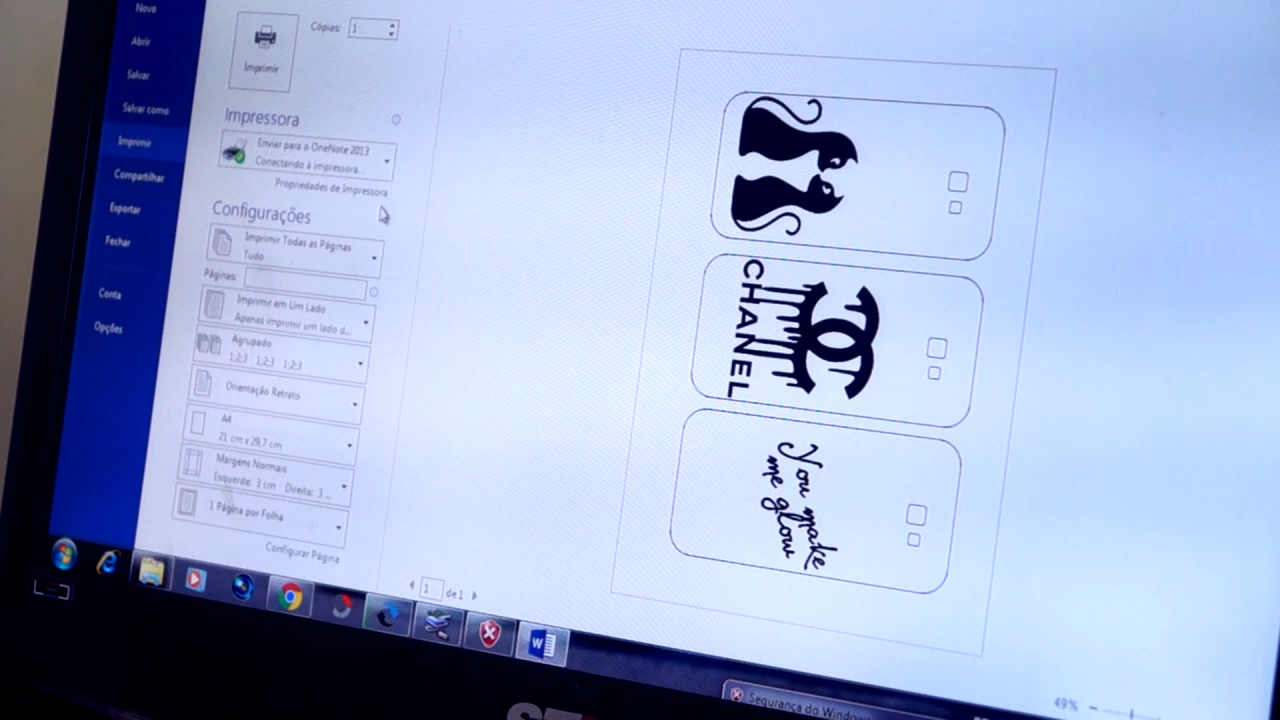 Novo
Abrir
Salvar
Salvar como
Imprimir
Compartilhar
Exportar
Fechar
Conta
Opções
Imprimir
Cópias: 1
Impressora
Enviar para o OneNote 2013
Conectando à impressora...
Propriedades de Impressora
Configurações
Imprimir Todas as Páginas
Tudo
Páginas:
Imprimir em Um Lado
Apenas imprimir um lado d...
Agrupado
1;2;3 1;2;3 1;2;3
Orientação Retrato
A4
21 cm x 29,7 cm
Margens Normais
Esquerda: 3 cm Direita: 3 ...
1 Página por Folha
Configurar Página
1 de 1
CHANEL
You make
me glow
49%
Segurança do Window